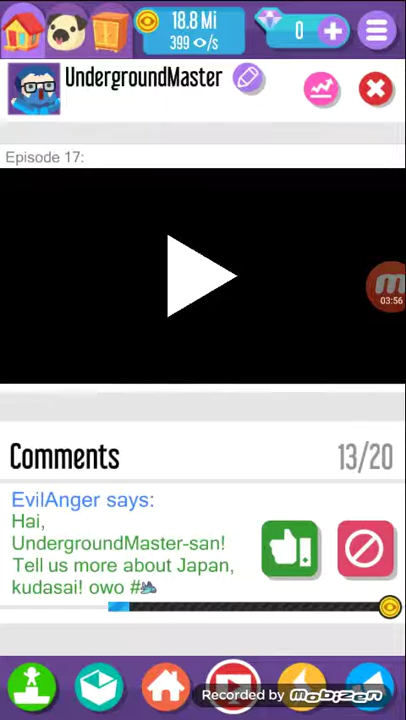 18.8 Mi
0
399 /s
UndergroundMaster
Episode 17:
03:56
Comments
13/20
EvilAnger says:
Hai,
UndergroundMaster-san!
Tell us more about Japan,
kudasai! owo #
Recorded by mobizen